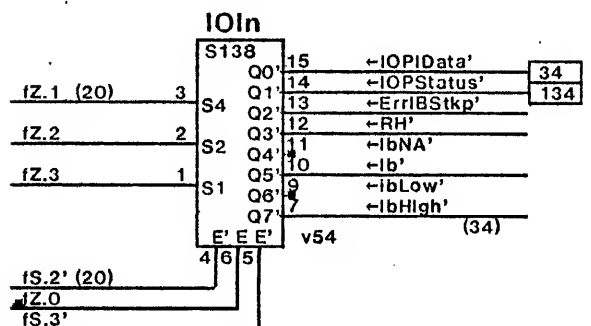 IOIn
S138
15 ←IOPIData'
Q0' 34
14 ←IOPStatus'
Q1' 134
fZ.1 (20) 3 S4
13 ←ErrIBStkp'
Q2'
12 ←RH'
Q3'
fZ.2 2 S2
11 ←IbNA'
Q4'
10 ←Ib'
Q5'
fZ.3 1 S1
9 ←IbLow'
Q6'
7 ←IbHigh'
Q7' (34)
E' E E' v54
4 6 5
fS.2' (20)
fZ.0
fS.3'